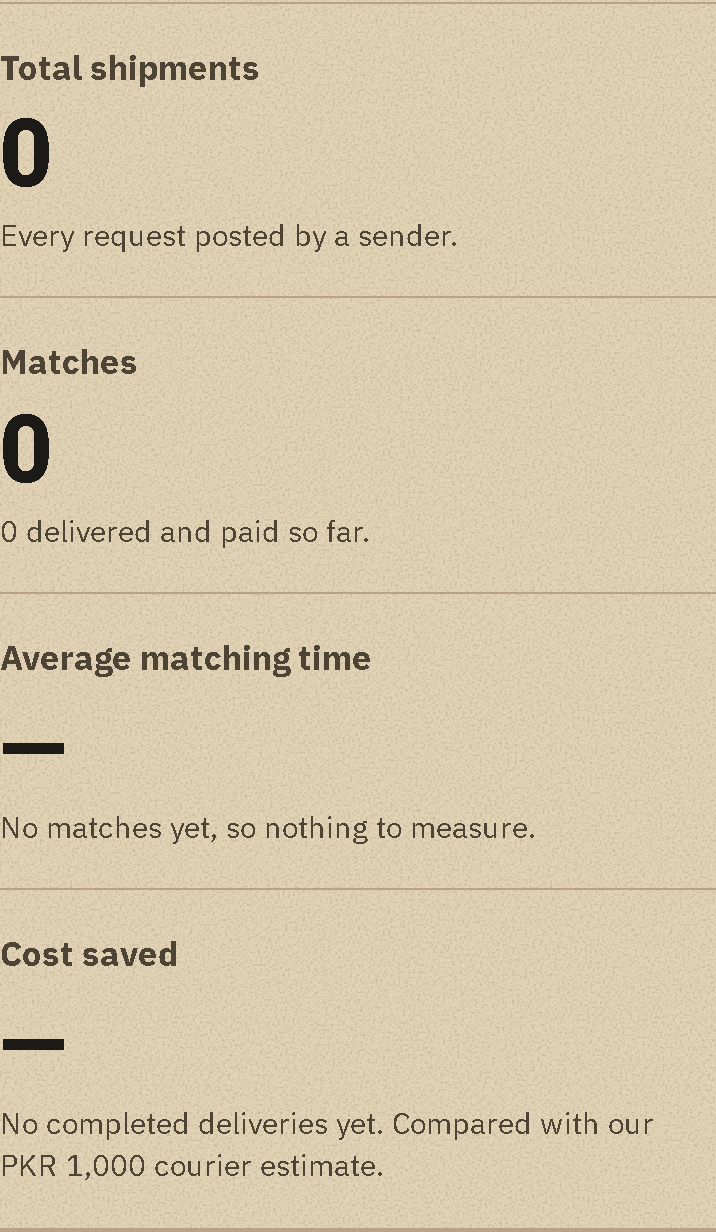 Total shipments
0
Every request posted by a sender.
Matches
0
0 delivered and paid so far.
Average matching time
—
No matches yet, so nothing to measure.
Cost saved
—
No completed deliveries yet. Compared with our
PKR 1,000 courier estimate.